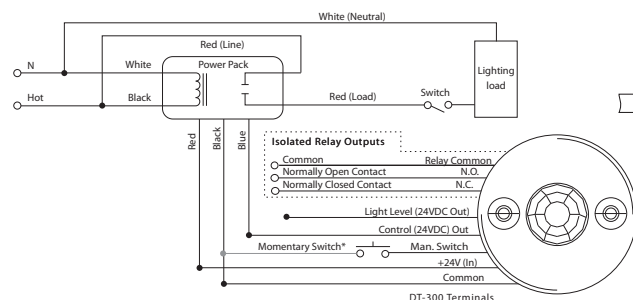 White (Neutral)
Red (Line)
N
White
Power Pack
Lighting
load
Hot
Black
Red (Load)
Switch
Red
Black
Blue
Isolated Relay Outputs
Common
Relay Common
Normally Open Contact
N.O.
Normally Closed Contact
N.C.
Light Level (24VDC Out)
Control (24VDC) Out
Momentary Switch*
Man. Switch
+24V (In)
Common
DT-300 Terminals